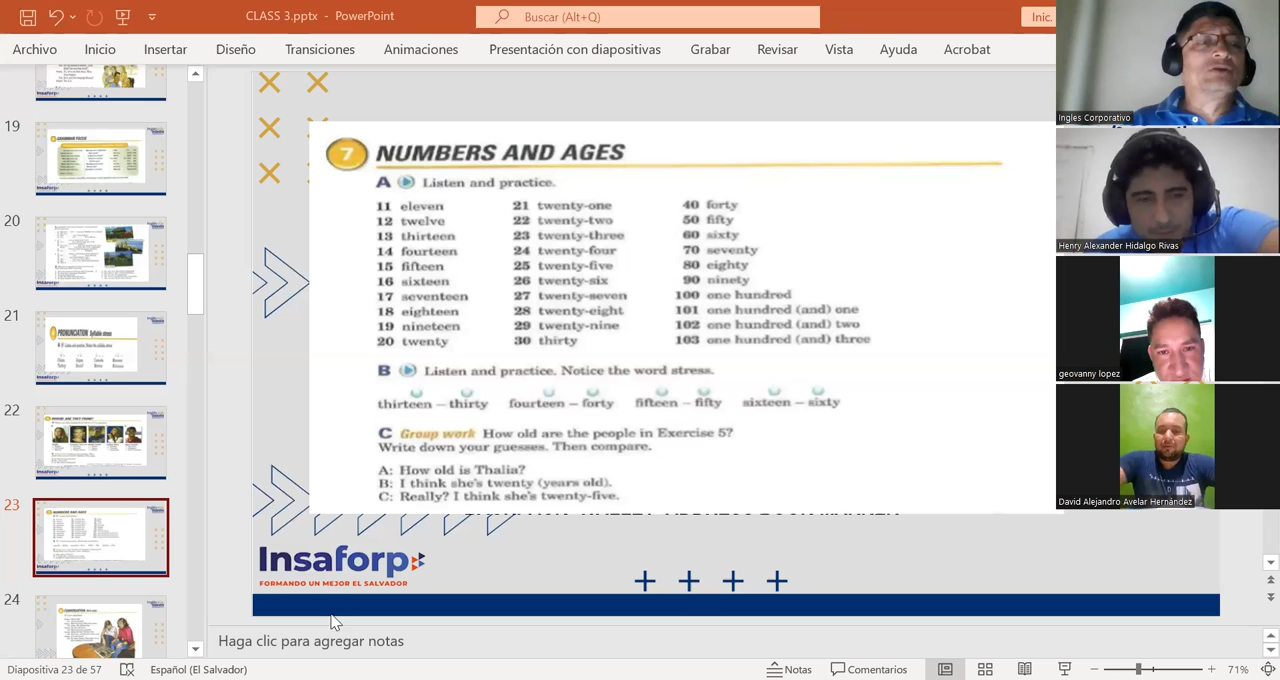 CLASS 3.pptx - PowerPoint
Buscar (Alt+Q)
Inic.
Archivo Inicio Insertar Diseño Transiciones Animaciones Presentación con diapositivas Grabar Revisar Vista Ayuda Acrobat
19
20
21
PRONUNCIATION Syllable stress
22
23
24
7 NUMBERS AND AGES
A Listen and practice.
11 eleven 21 twenty-one 40 forty
12 twelve 22 twenty-two 50 fifty
13 thirteen 23 twenty-three 60 sixty
14 fourteen 24 twenty-four 70 seventy
15 fifteen 25 twenty-five 80 eighty
16 sixteen 26 twenty-six 90 ninety
17 seventeen 27 twenty-seven 100 one hundred
18 eighteen 28 twenty-eight 101 one hundred (and) one
19 nineteen 29 twenty-nine 102 one hundred (and) two
20 twenty 30 thirty 103 one hundred (and) three
B Listen and practice. Notice the word stress.
thirteen – thirty fourteen – forty fifteen – fifty sixteen – sixty
C Group work How old are the people in Exercise 5?
Write down your guesses. Then compare.
A: How old is Thalia?
B: I think she's twenty (years old).
C: Really? I think she's twenty-five.
Insaforp
FORMANDO UN MEJOR EL SALVADOR
Ingles Corporativo
Henry Alexander Hidalgo Rivas
geovanny lopez
David Alejandro Avelar Hernández
Haga clic para agregar notas
Diapositiva 23 de 57 Español (El Salvador) Notas Comentarios 71%